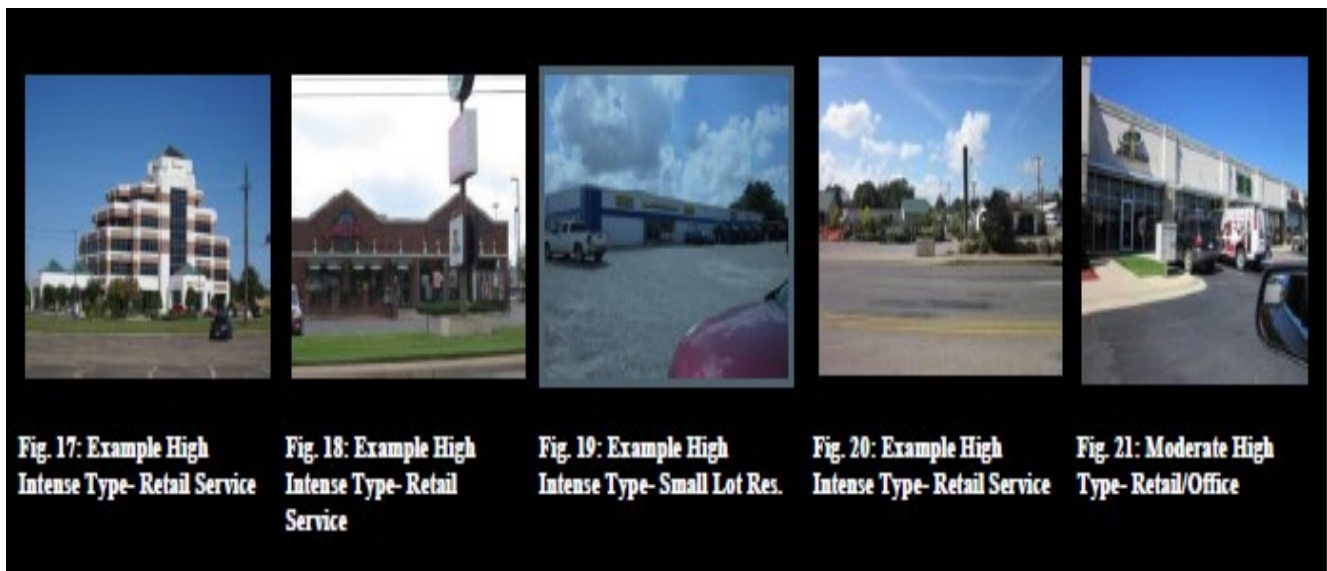 Fig. 17: Example High
Intense Type- Retail Service
Fig. 18: Example High
Intense Type- Retail
Service
Fig. 19: Example High
Intense Type- Small Lot Res.
Fig. 20: Example High
Intense Type- Retail Service
Fig. 21: Moderate High
Type- Retail/Office